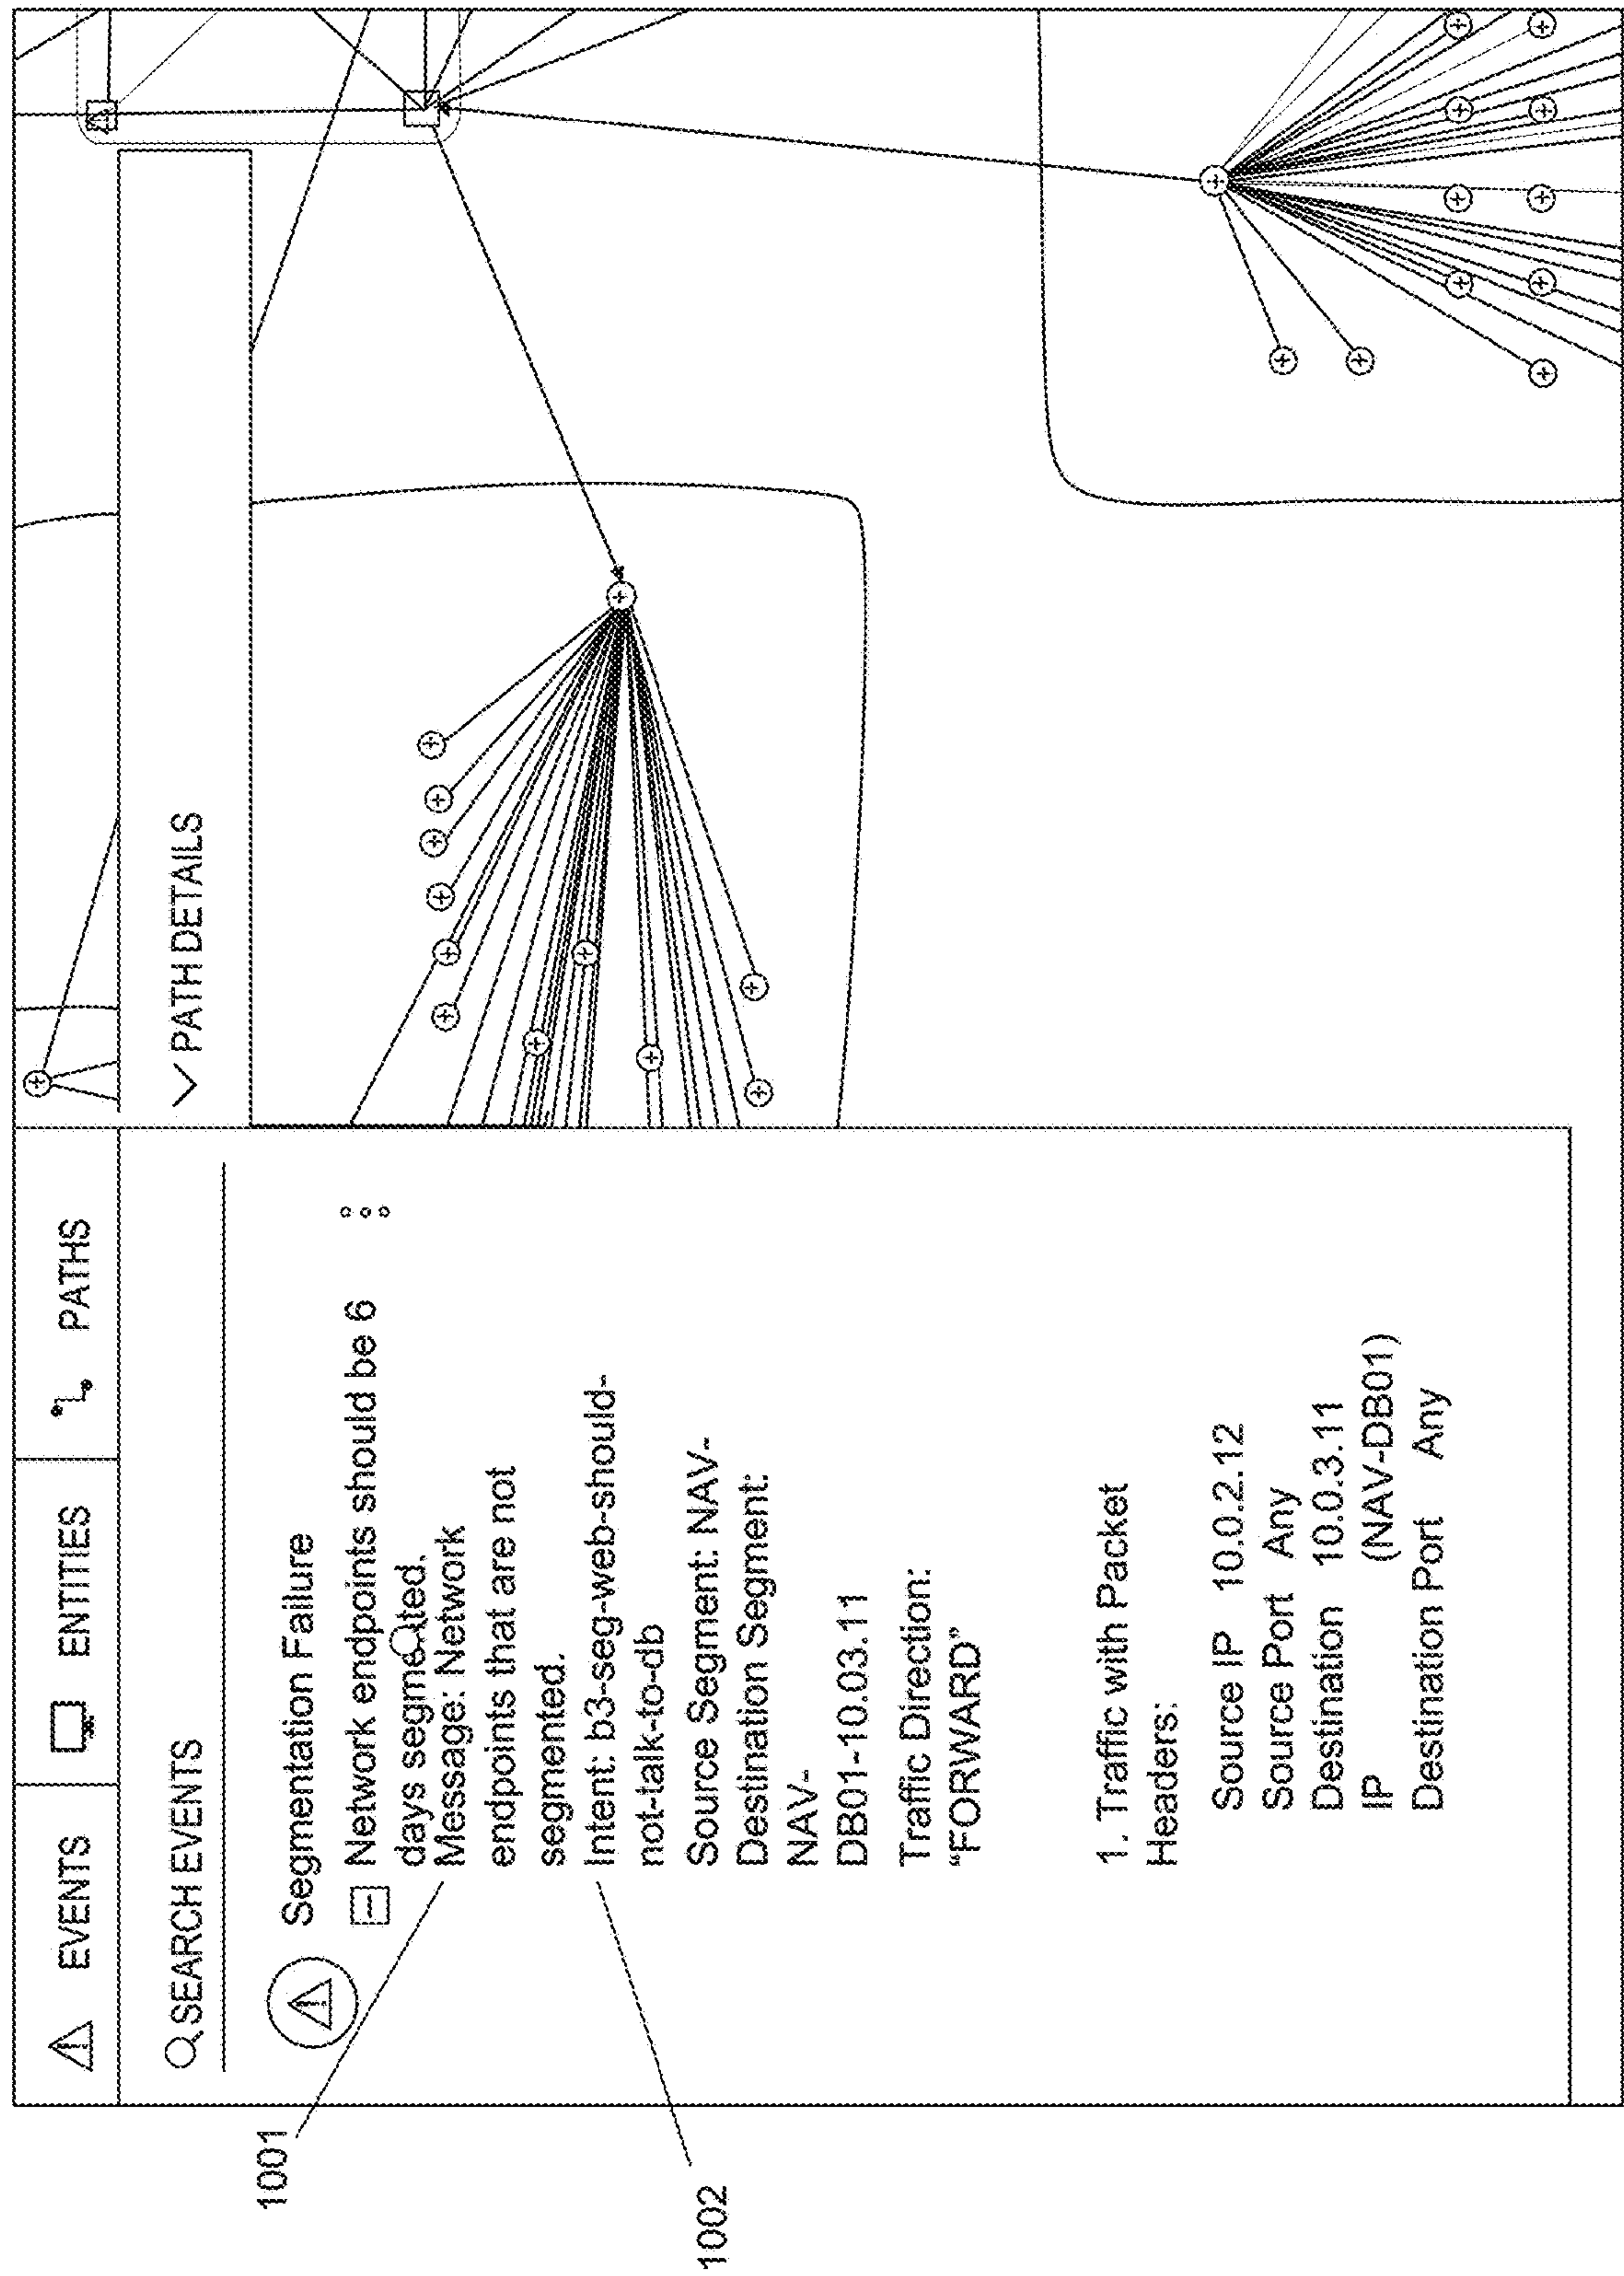 EVENTS
ENTITIES
PATHS
SEARCH EVENTS
PATH DETAILS
Segmentation Failure
Network endpoints should be 6
days segmented.
Message: Network
endpoints that are not
segmented.
Intent: b3-seg-web-should-
not-talk-to-db
Source Segment: NAV-
Destination Segment:
NAV-
DB01-10.03.11
Traffic Direction:
“FORWARD”
1. Traffic with Packet
Headers:
Source IP 10.0.2.12
Source Port Any
Destination 10.0.3.11
IP (NAV-DB01)
Destination Port Any
1001
1002